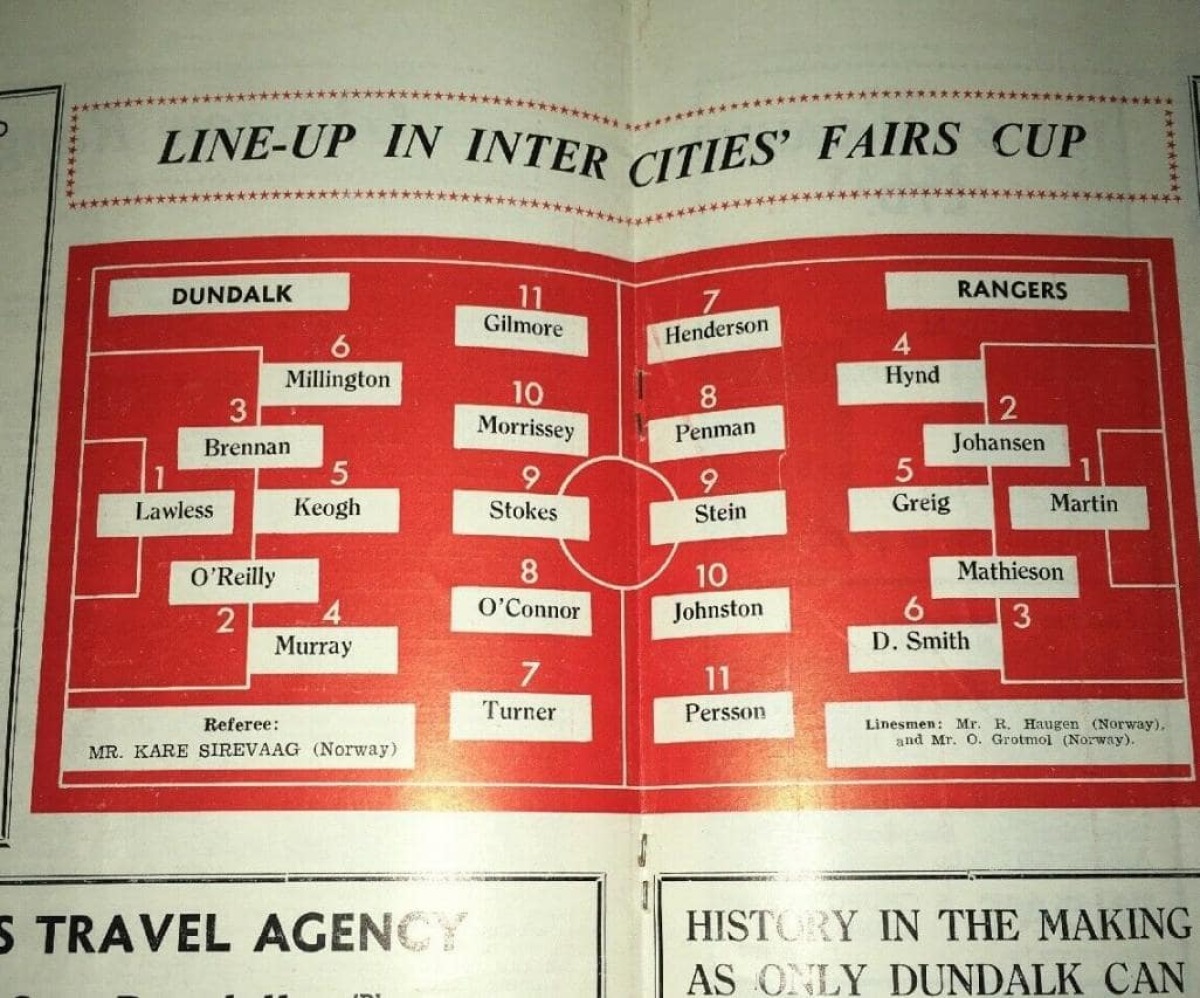 LINE-UP IN INTER CITIES' FAIRS CUP
DUNDALK
11
Gilmore
6
Millington
10
Morrissey
3
Brennan
5
Keogh
9
Stokes
1
Lawless
O'Reilly
2
4
Murray
8
O'Connor
7
Turner
Referee:
MR. KARE SIREVAAG (Norway)
RANGERS
7
Henderson
4
Hynd
8
Penman
2
Johansen
9
Stein
5
Greig
1
Martin
10
Johnston
Mathieson
3
6
D. Smith
11
Persson
Linesmen: Mr. R. Haugen (Norway),
and Mr. O. Grotmol (Norway).
S TRAVEL AGENCY
HISTORY IN THE MAKING
AS ONLY DUNDALK CAN